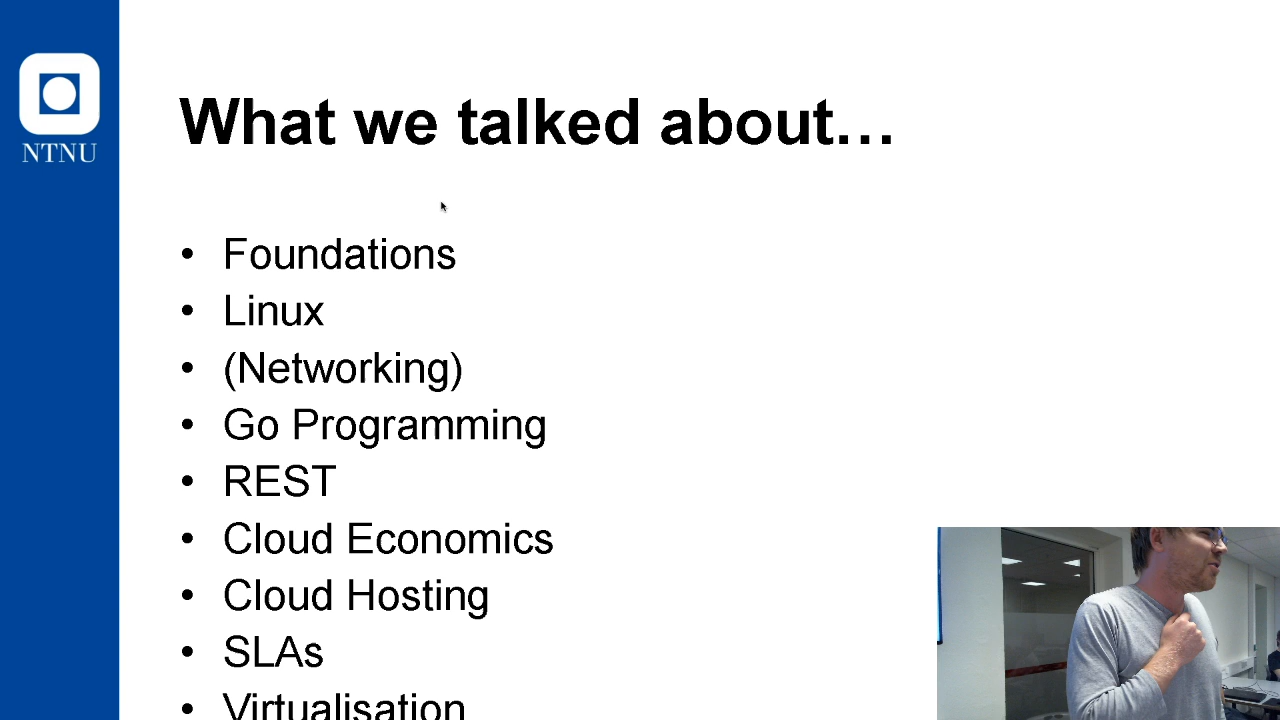 NTNU
What we talked about…
• Foundations
• Linux
• (Networking)
• Go Programming
• REST
• Cloud Economics
• Cloud Hosting
• SLAs
• Virtualisation